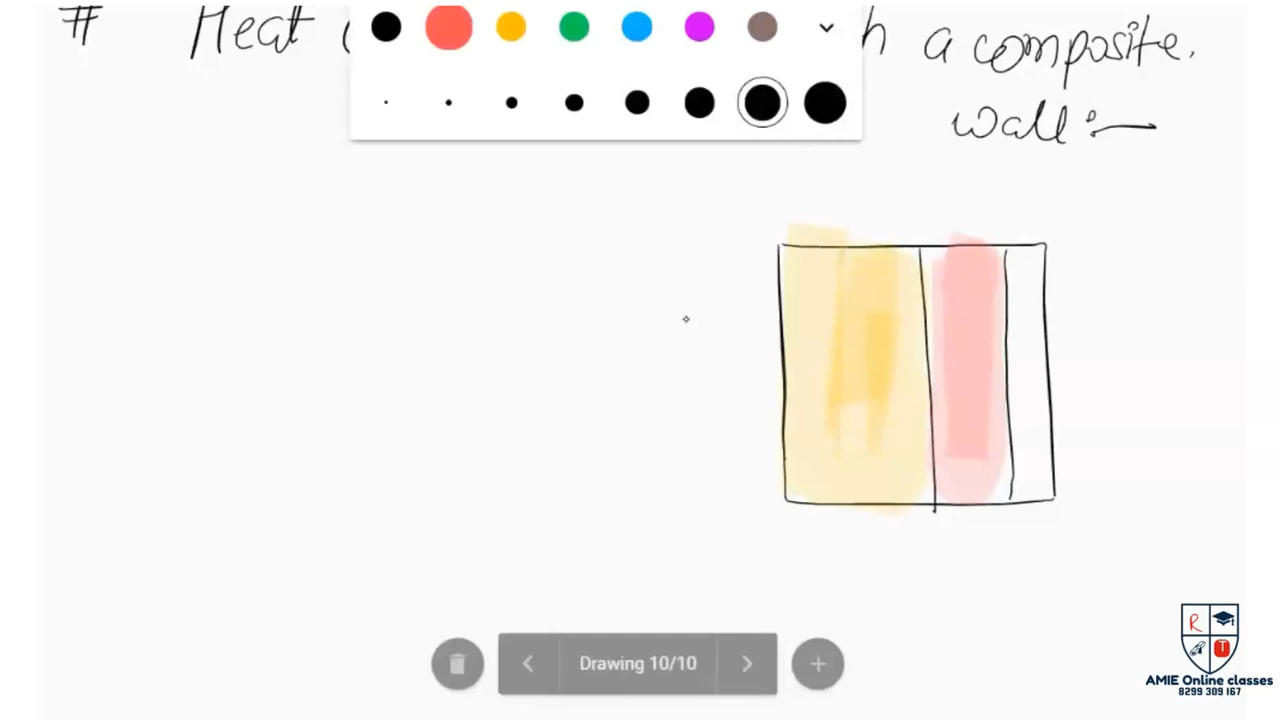 # Heat a composite.
wall:—
Drawing 10/10
R T
AMIE Online classes
8299 309 167